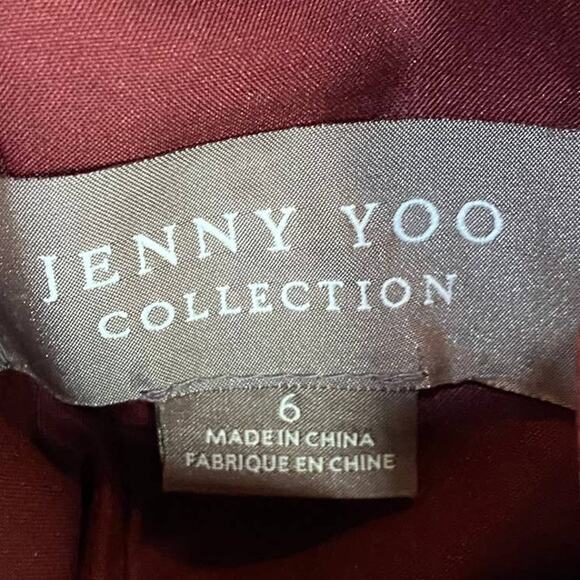 JENNY YOO
COLLECTION
6
MADE IN CHINA
FABRIQUE EN CHINE